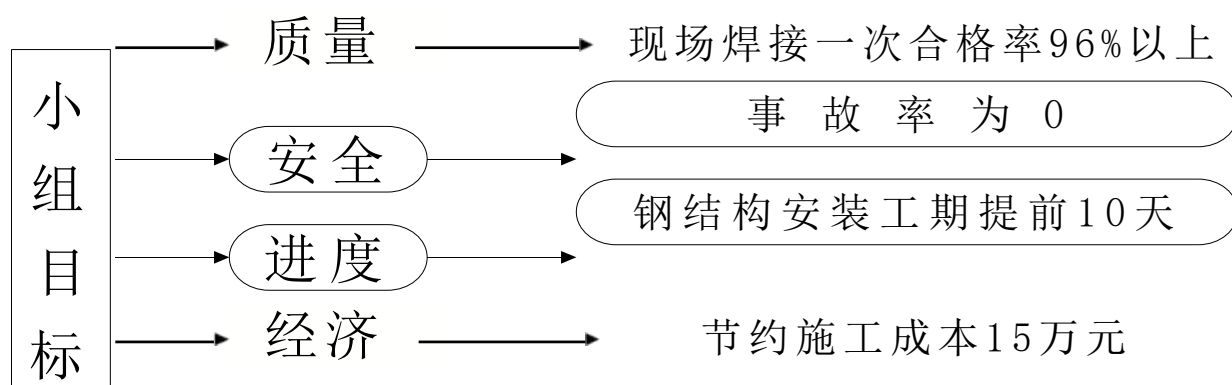 小组目标
质量
现场焊接一次合格率96%以上
安全
事故率为0
进度
钢结构安装工期提前10天
经济
节约施工成本15万元